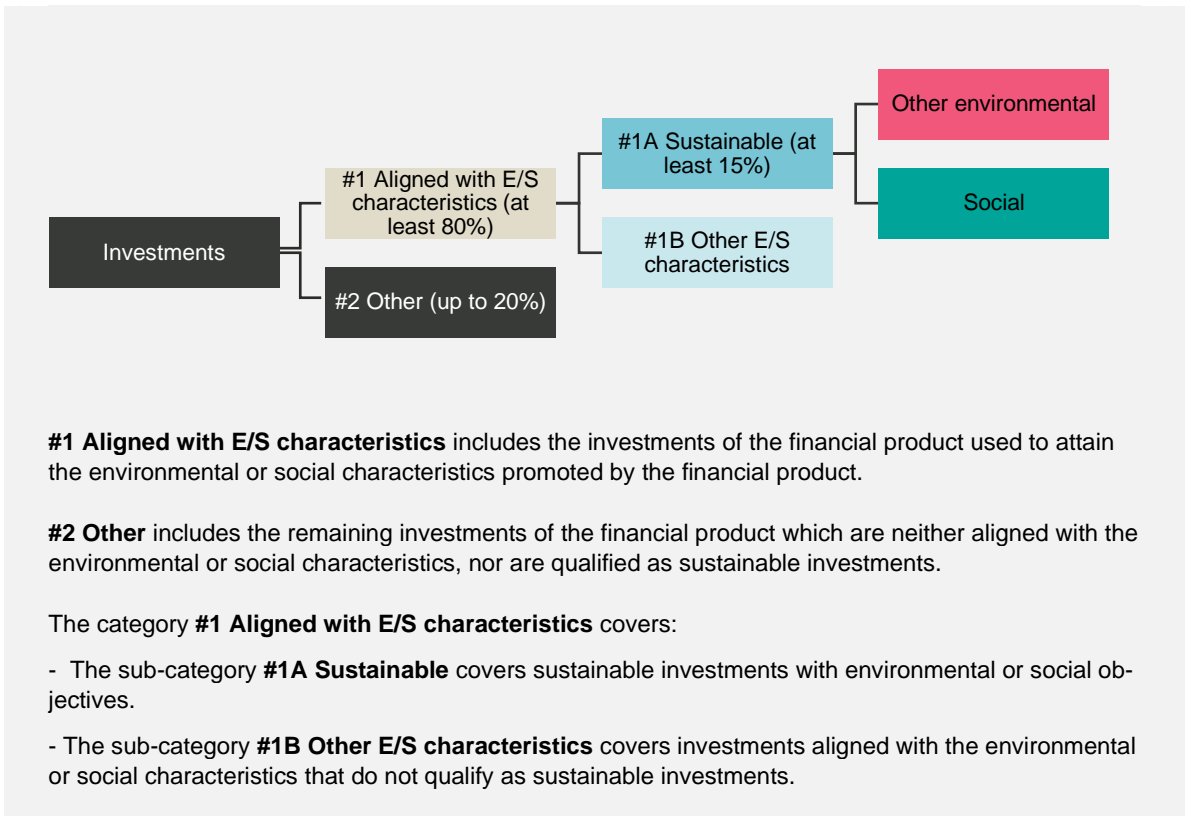 Other environmental
#1A Sustainable (at
least 15%)
#1 Aligned with E/S
characteristics (at
least 80%)
Social
Investments
#1B Other E/S
characteristics
#2 Other (up to 20%)
#1 Aligned with E/S characteristics includes the investments of the financial product used to attain
the environmental or social characteristics promoted by the financial product.
#2 Other includes the remaining investments of the financial product which are neither aligned with the
environmental or social characteristics, nor are qualified as sustainable investments.
The category #1 Aligned with E/S characteristics covers:
- The sub-category #1A Sustainable covers sustainable investments with environmental or social ob-
jectives.
- The sub-category #1B Other E/S characteristics covers investments aligned with the environmental
or social characteristics that do not qualify as sustainable investments.